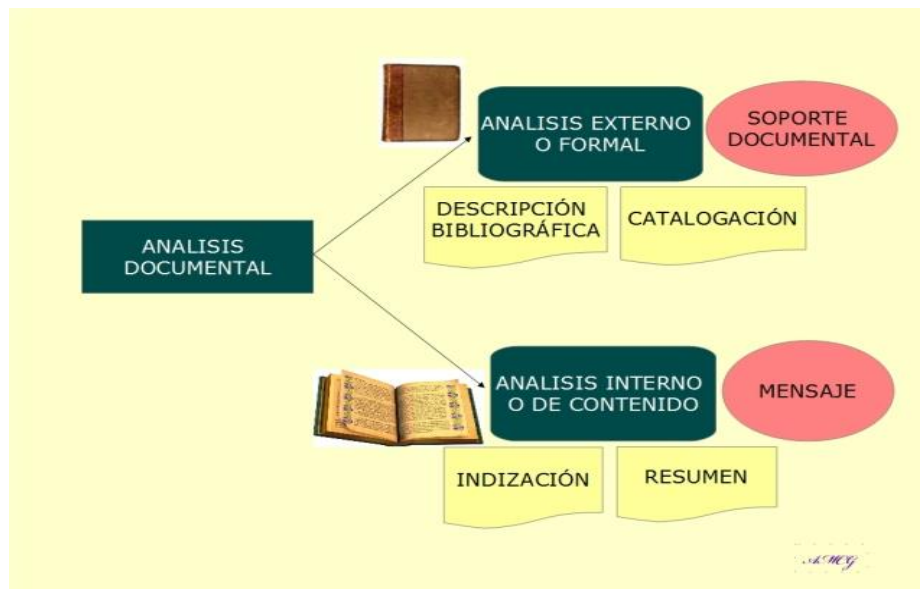 ANALISIS EXTERNO
O FORMAL
SOPORTE
DOCUMENTAL
DESCRIPCIÓN
BIBLIOGRÁFICA
CATALOGACIÓN
ANALISIS
DOCUMENTAL
ANALISIS INTERNO
O DE CONTENIDO
MENSAJE
INDIZACIÓN
RESUMEN